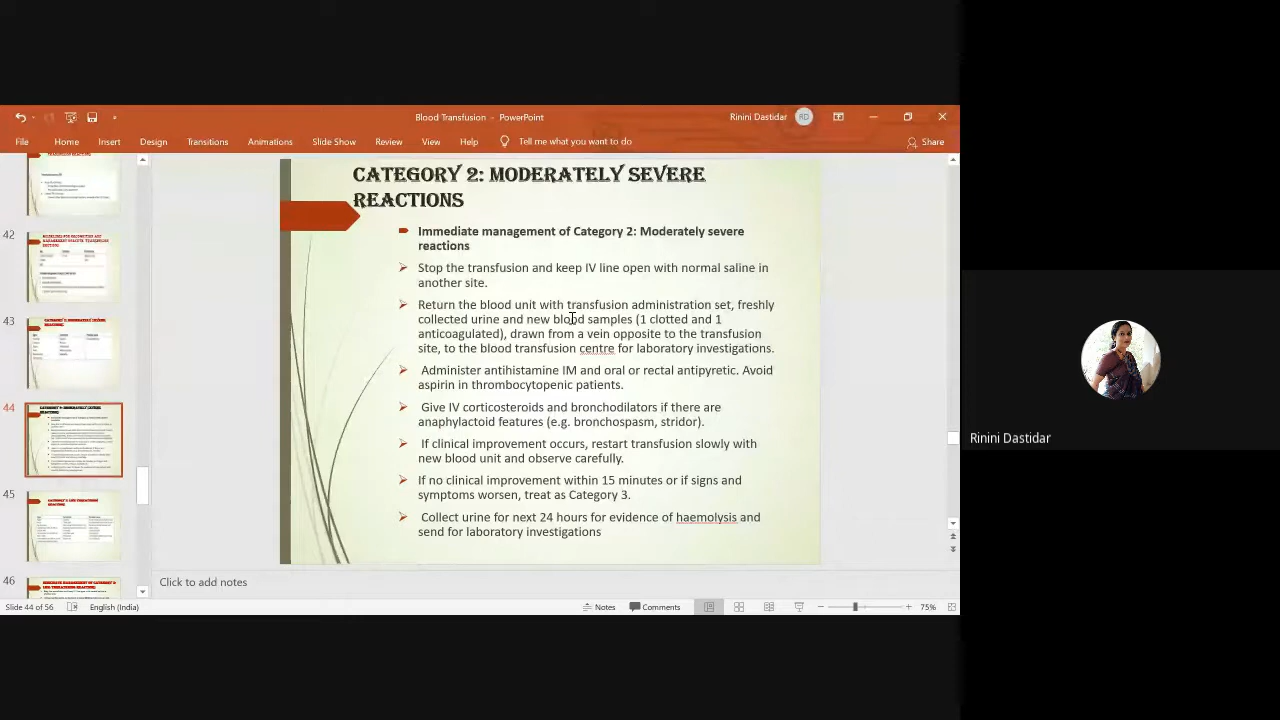 Blood Transfusion - PowerPoint
Rinini Dastidar
RD
File Home Insert Design Transitions Animations Slide Show Review View Help Tell me what you want to do Share
42
43
44
45
46
CATEGORY 2: MODERATELY SEVERE
REACTIONS
Immediate management of Category 2: Moderately severe
reactions
Stop the transfusion and keep IV line open with normal saline in
another site.
Return the blood unit with transfusion administration set, freshly
collected urine and new blood samples (1 clotted and 1
anticoagulated), drawn from a vein opposite to the transfusion
site, to the blood transfusion centre for laboratory investigations.
Administer antihistamine IM and oral or rectal antipyretic. Avoid
aspirin in thrombocytopenic patients.
Give IV corticosteroids and bronchodilators if there are
anaphylactoid features (e.g. bronchospasm, stridor).
If clinical improvement occurs, restart transfusion slowly with
new blood unit and observe carefully.
If no clinical improvement within 15 minutes or if signs and
symptoms worsen, treat as Category 3.
Collect urine for next 24 hours for evidence of haemolysis and
send for laboratory investigations
Click to add notes
Slide 44 of 56 English (India) Notes Comments 75%
Rinini Dastidar